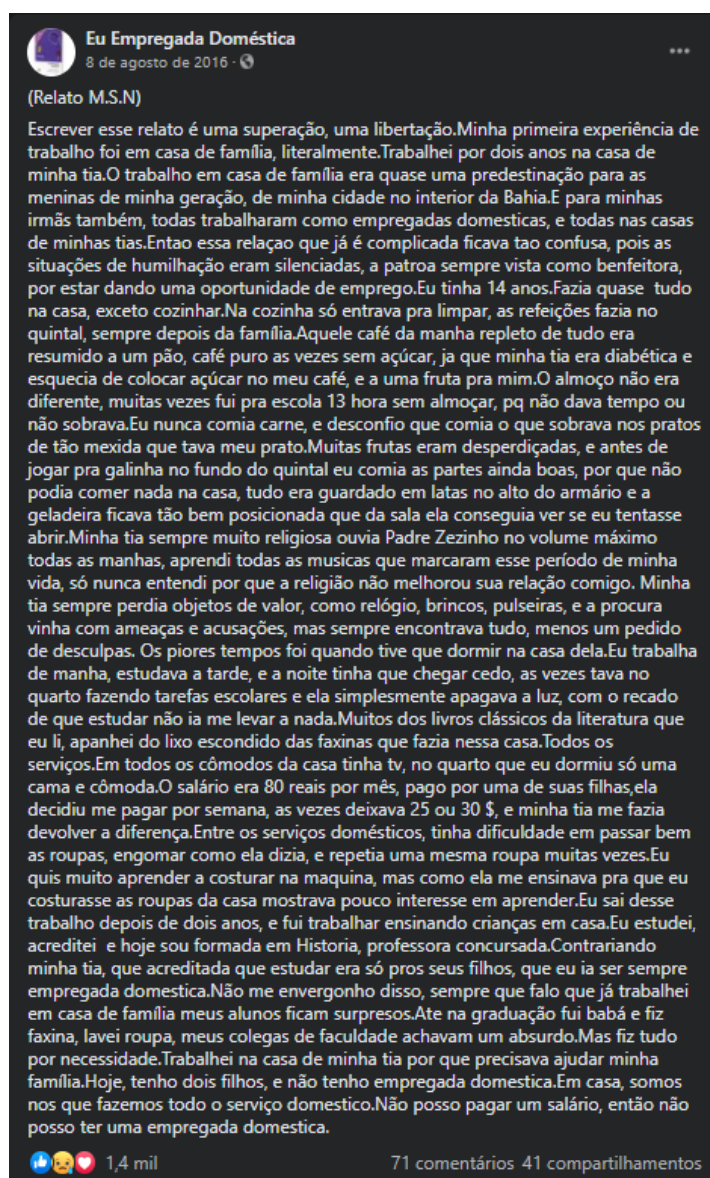 Eu Empregada Doméstica
8 de agosto de 2016 ·
(Relato M.S.N)
Escrever esse relato é uma superação, uma libertação.Minha primeira experiência de
trabalho foi em casa de família, literalmente.Trabalhei por dois anos na casa de
minha tia.O trabalho em casa de família era quase uma predestinação para as
meninas de minha geração, de minha cidade no interior da Bahia.E para minhas
irmãs também, todas trabalharam como empregadas domesticas, e todas nas casas
de minhas tias.Entao essa relaçao que já é complicada ficava tao confusa, pois as
situações de humilhação eram silenciadas, a patroa sempre vista como benfeitora,
por estar dando uma oportunidade de emprego.Eu tinha 14 anos.Fazia quase  tudo
na casa, exceto cozinhar.Na cozinha só entrava pra limpar, as refeições fazia no
quintal, sempre depois da família.Aquele café da manha repleto de tudo era
resumido a um pão, café puro as vezes sem açúcar, ja que minha tia era diabética e
esquecia de colocar açúcar no meu café, e a uma fruta pra mim.O almoço não era
diferente, muitas vezes fui pra escola 13 hora sem almoçar, pq não dava tempo ou
não sobrava.Eu nunca comia carne, e desconfio que comia o que sobrava nos pratos
de tão mexida que tava meu prato.Muitas frutas eram desperdiçadas, e antes de
jogar pra galinha no fundo do quintal eu comia as partes ainda boas, por que não
podia comer nada na casa, tudo era guardado em latas no alto do armário e a
geladeira ficava tão bem posicionada que da sala ela conseguia ver se eu tentasse
abrir.Minha tia sempre muito religiosa ouvia Padre Zezinho no volume máximo
todas as manhas, aprendi todas as musicas que marcaram esse período de minha
vida, só nunca entendi por que a religião não melhorou sua relação comigo. Minha
tia sempre perdia objetos de valor, como relógio, brincos, pulseiras, e a procura
vinha com ameaças e acusações, mas sempre encontrava tudo, menos um pedido
de desculpas. Os piores tempos foi quando tive que dormir na casa dela.Eu trabalha
de manha, estudava a tarde, e a noite tinha que chegar cedo, as vezes tava no
quarto fazendo tarefas escolares e ela simplesmente apagava a luz, com o recado
de que estudar não ia me levar a nada.Muitos dos livros clássicos da literatura que
eu li, apanhei do lixo escondido das faxinas que fazia nessa casa.Todos os
serviços.Em todos os cômodos da casa tinha tv, no quarto que eu dormiu só uma
cama e cômoda.O salário era 80 reais por mês, pago por uma de suas filhas,ela
decidiu me pagar por semana, as vezes deixava 25 ou 30 $, e minha tia me fazia
devolver a diferença.Entre os serviços domésticos, tinha dificuldade em passar bem
as roupas, engomar como ela dizia, e repetia uma mesma roupa muitas vezes.Eu
quis muito aprender a costurar na maquina, mas como ela me ensinava pra que eu
costurasse as roupas da casa mostrava pouco interesse em aprender.Eu sai desse
trabalho depois de dois anos, e fui trabalhar ensinando crianças em casa.Eu estudei,
acreditei  e hoje sou formada em Historia, professora concursada.Contrariando
minha tia, que acreditada que estudar era só pros seus filhos, que eu ia ser sempre
empregada domestica.Não me envergonho disso, sempre que falo que já trabalhei
em casa de família meus alunos ficam surpresos.Ate na graduação fui babá e fiz
faxina, lavei roupa, meus colegas de faculdade achavam um absurdo.Mas fiz tudo
por necessidade.Trabalhei na casa de minha tia por que precisava ajudar minha
família.Hoje, tenho dois filhos, e não tenho empregada domestica.Em casa, somos
nos que fazemos todo o serviço domestico.Não posso pagar um salário, então não
posso ter uma empregada domestica.
1,4 mil 71 comentários 41 compartilhamentos